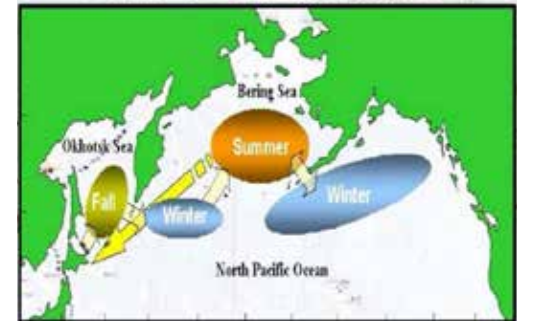 Bering Sea
Okhotsk Sea
Summer
Fall
Winter
Winter
North Pacific Ocean